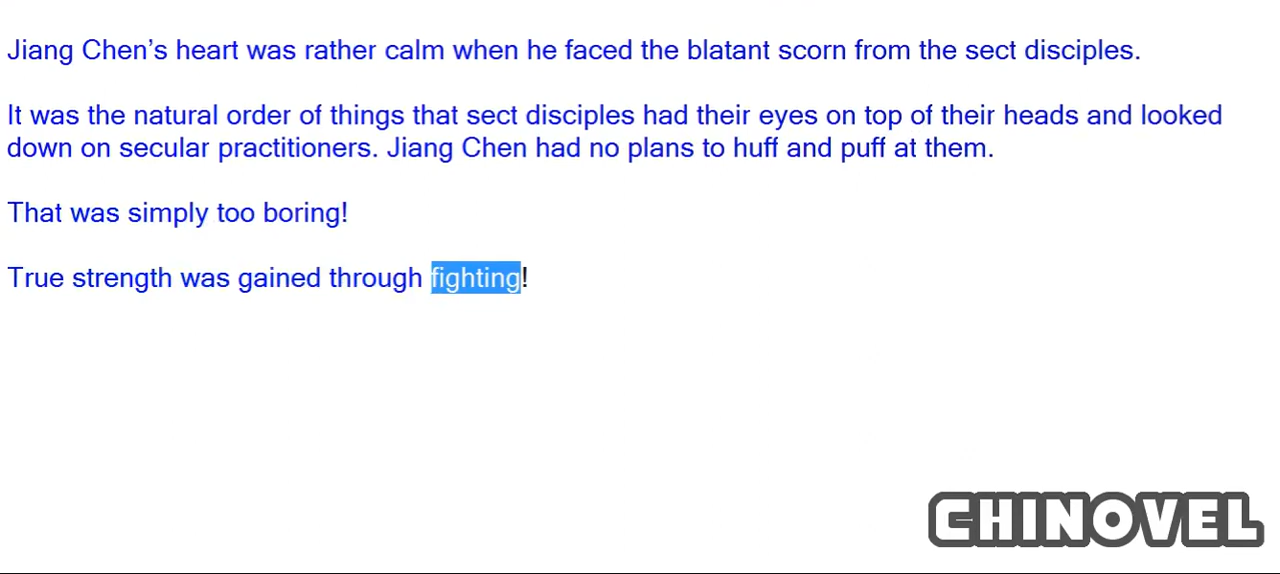 Jiang Chen’s heart was rather calm when he faced the blatant scorn from the sect disciples.
It was the natural order of things that sect disciples had their eyes on top of their heads and looked
down on secular practitioners. Jiang Chen had no plans to huff and puff at them.
That was simply too boring!
True strength was gained through fighting!
CHINOVEL